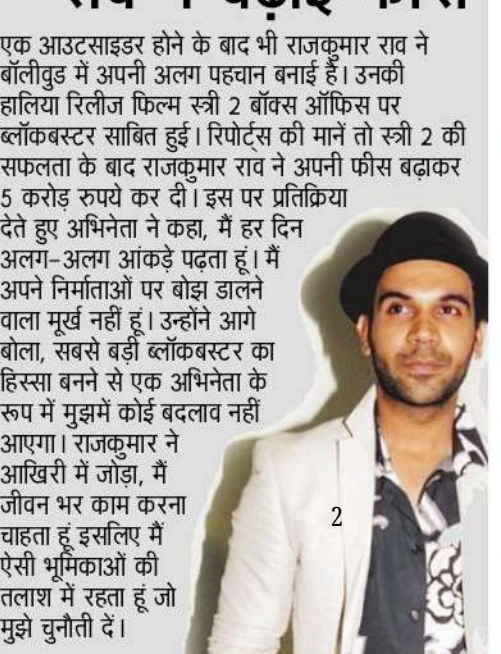 एक आउटसाइडर होने के बाद भी राजकुमार राव ने
बॉलीवुड में अपनी अलग पहचान बनाई है। उनकी
हालिया रिलीज फिल्म स्त्री 2 बॉक्स ऑफिस पर
ब्लॉकबस्टर साबित हुई। रिपोर्ट्स की मानें तो स्त्री 2 की
सफलता के बाद राजकुमार राव ने अपनी फीस बढ़ाकर
5 करोड़ रुपये कर दी। इस पर प्रतिक्रिया
देते हुए अभिनेता ने कहा, मैं हर दिन
अलग-अलग आंकड़े पढ़ता हूं। मैं
अपने निर्माताओं पर बोझ डालने
वाला मूर्ख नहीं हूं। उन्होंने आगे
बोला, सबसे बड़ी ब्लॉकबस्टर का
हिस्सा बनने से एक अभिनेता के
रूप में मुझमें कोई बदलाव नहीं
आएगा। राजकुमार ने
आखिरी में जोड़ा, मैं
जीवन भर काम करना
चाहता हूं इसलिए मैं
ऐसी भूमिकाओं की
तलाश में रहता हूं जो
मुझे चुनौती दें।
2